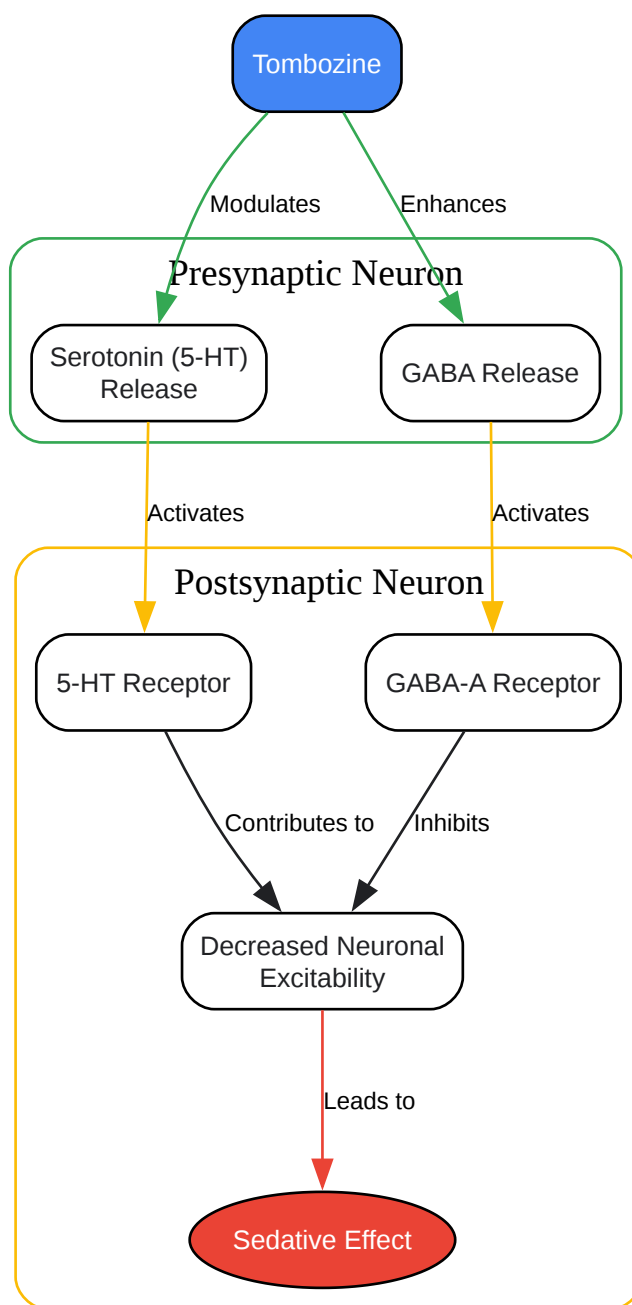 Tombozine
Modulates
Enhances
Presynaptic Neuron
Serotonin (5-HT)
Release
GABA Release
Activates
Activates
Postsynaptic Neuron
5-HT Receptor
GABA-A Receptor
Contributes to
Inhibits
Decreased Neuronal
Excitability
Leads to
Sedative Effect